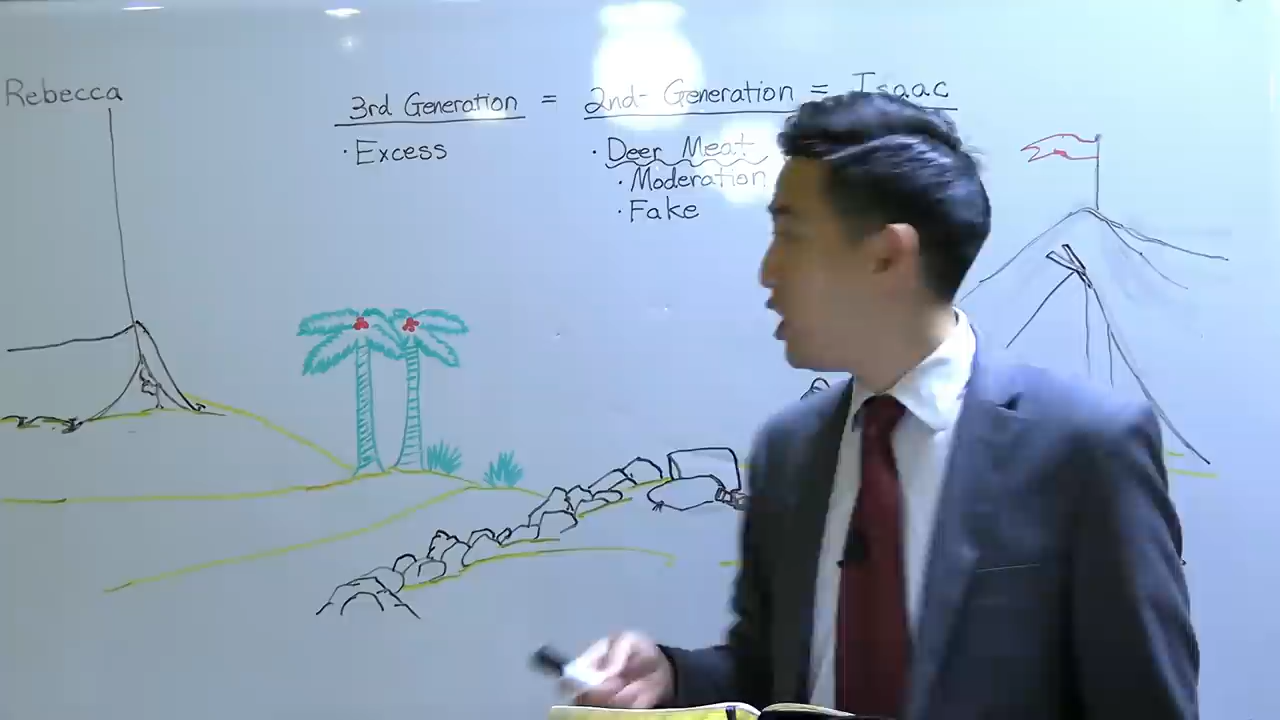 Rebecca
3rd Generation = 2nd- Generation = Isaac
· Excess
· Deer Meat
· Moderation
· Fake